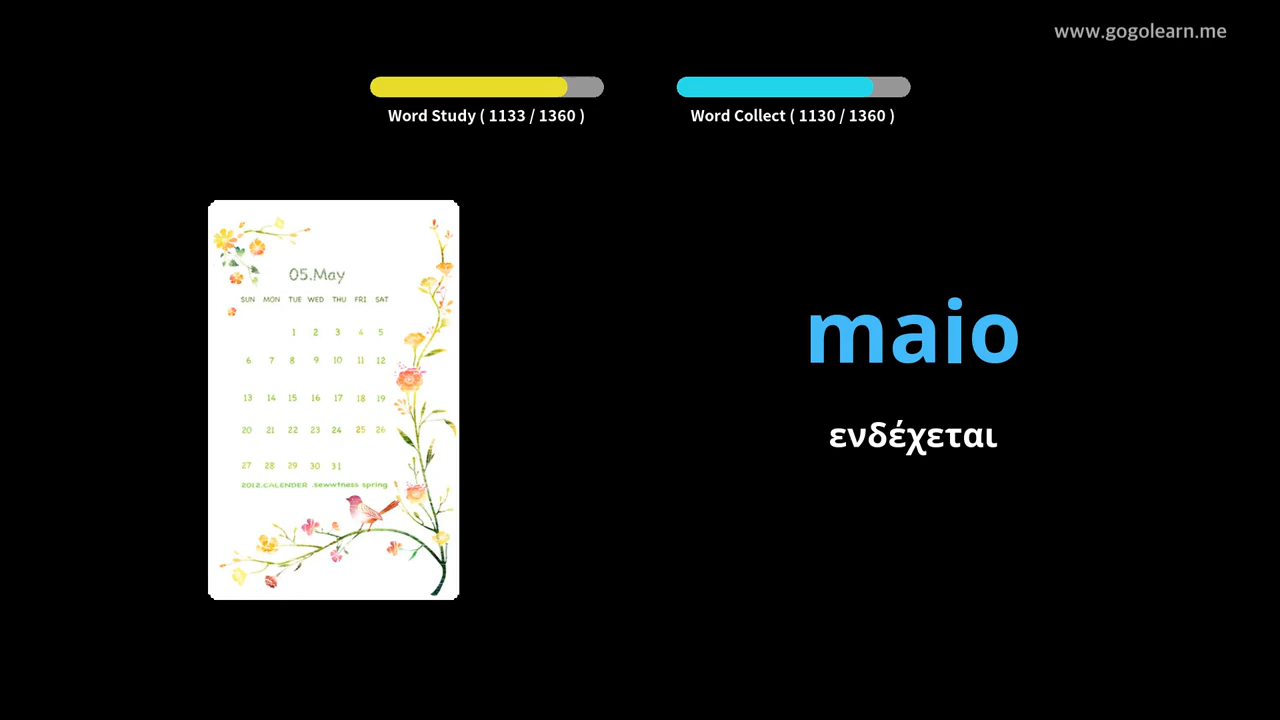 www.gogolearn.me
Word Study ( 1133 / 1360 )
Word Collect ( 1130 / 1360 )
05.May
SUN MON TUE WED THU FRI SAT
1 2 3 4 5
6 7 8 9 10 11 12
13 14 15 16 17 18 19
20 21 22 23 24 25 26
27 28 29 30 31
2012.CALENDER .sewwtness spring
maio
ενδέχεται